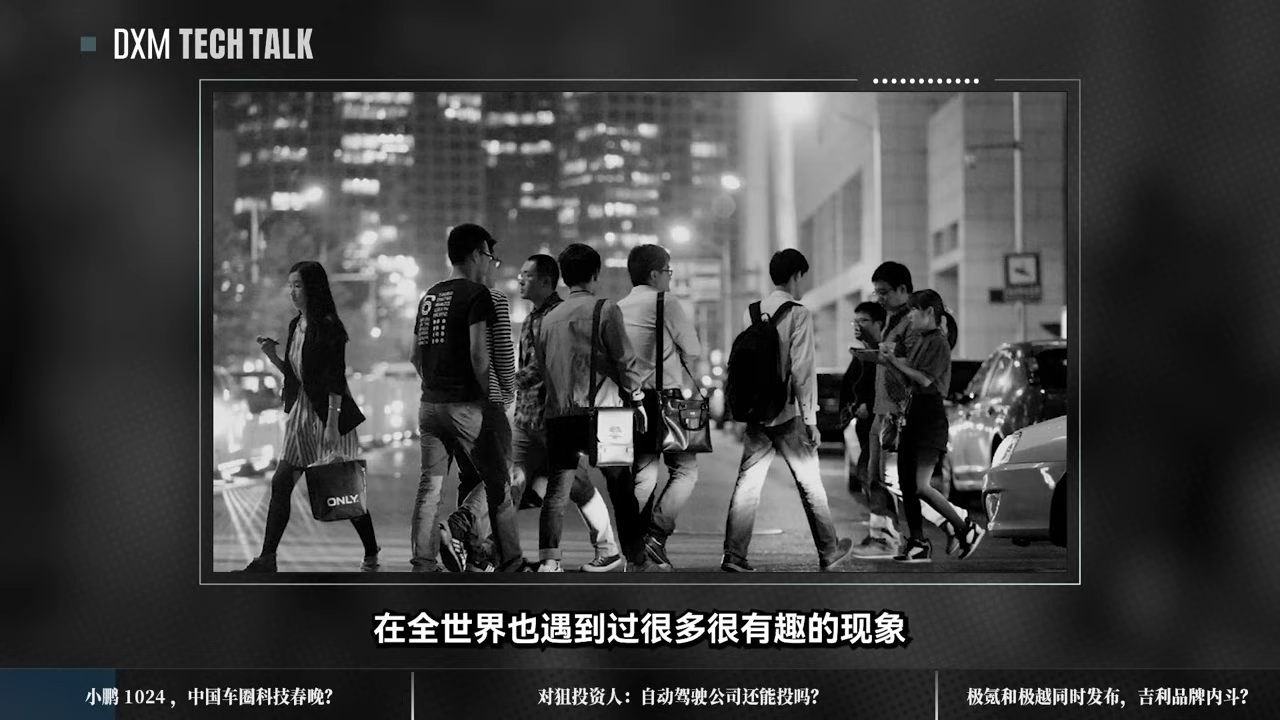 DXM TECH TALK
6
ONLY
在全世界也遇到过很多很有趣的现象
小鹏 1024，中国车圈科技春晚？
对狙投资人：自动驾驶公司还能投吗？
极氪和极越同时发布，吉利品牌内斗？